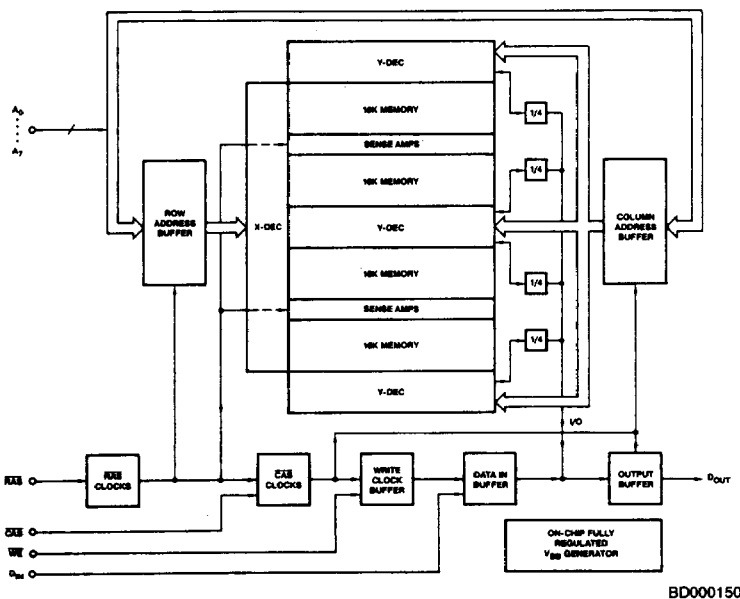 Y-DEC
16K MEMORY
1/4
A₀
A₇
SENSE AMPS
1/4
16K MEMORY
ROW
ADDRESS
BUFFER
X-DEC
Y-DEC
COLUMN
ADDRESS
BUFFER
16K MEMORY
1/4
SENSE AMPS
16K MEMORY
1/4
Y-DEC
I/O
RAS
RAS
CLOCKS
CAS
CLOCKS
WRITE
CLOCK
BUFFER
DATA IN
BUFFER
OUTPUT
BUFFER
DOUT
CAS
WE
DIN
ON-CHIP FULLY
REGULATED
VBB GENERATOR
BD000150